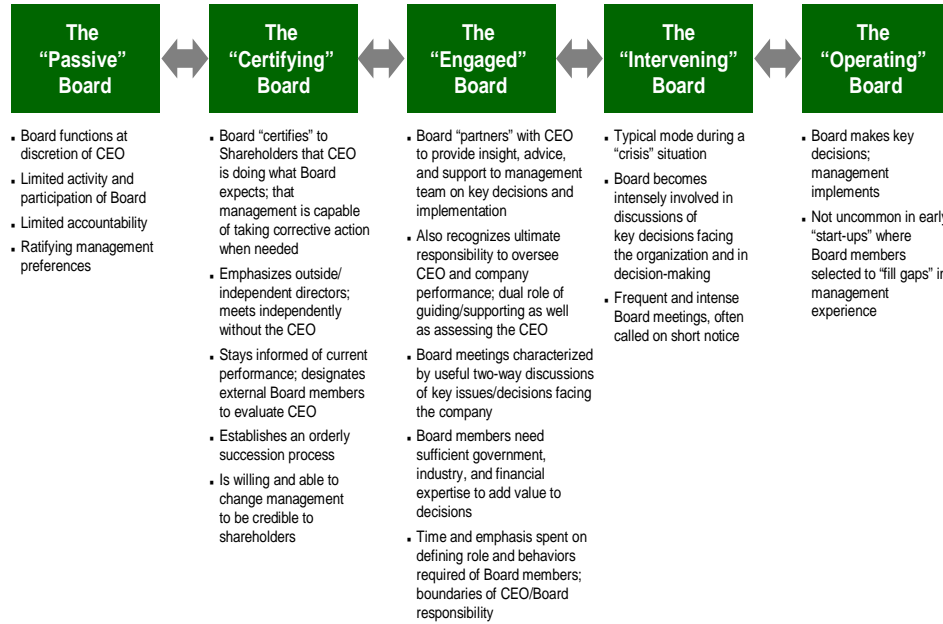 The
“Passive”
Board
▪ Board functions at
discretion of CEO
▪ Limited activity and
participation of Board
▪ Limited accountability
▪ Ratifying management
preferences
The
“Certifying”
Board
▪ Board “certifies” to
Shareholders that CEO
is doing what Board
expects; that
management is capable
of taking corrective action
when needed
▪ Emphasizes outside/
independent directors;
meets independently
without the CEO
▪ Stays informed of current
performance; designates
external Board members
to evaluate CEO
▪ Establishes an orderly
succession process
▪ Is willing and able to
change management
to be credible to
shareholders
The
“Engaged”
Board
▪ Board “partners” with CEO
to provide insight, advice,
and support to management
team on key decisions and
implementation
▪ Also recognizes ultimate
responsibility to oversee
CEO and company
performance; dual role of
guiding/supporting as well
as assessing the CEO
▪ Board meetings characterized
by useful two-way discussions
of key issues/decisions facing
the company
▪ Board members need
sufficient government,
industry, and financial
expertise to add value to
decisions
▪ Time and emphasis spent on
defining role and behaviors
required of Board members;
boundaries of CEO/Board
responsibility
The
“Intervening”
Board
▪ Typical mode during a
“crisis” situation
▪ Board becomes
intensely involved in
discussions of
key decisions facing
the organization and in
decision-making
▪ Frequent and intense
Board meetings, often
called on short notice
The
“Operating”
Board
▪ Board makes key
decisions;
management
implements
▪ Not uncommon in early
“start-ups” where
Board members
selected to “fill gaps” in
management
experience